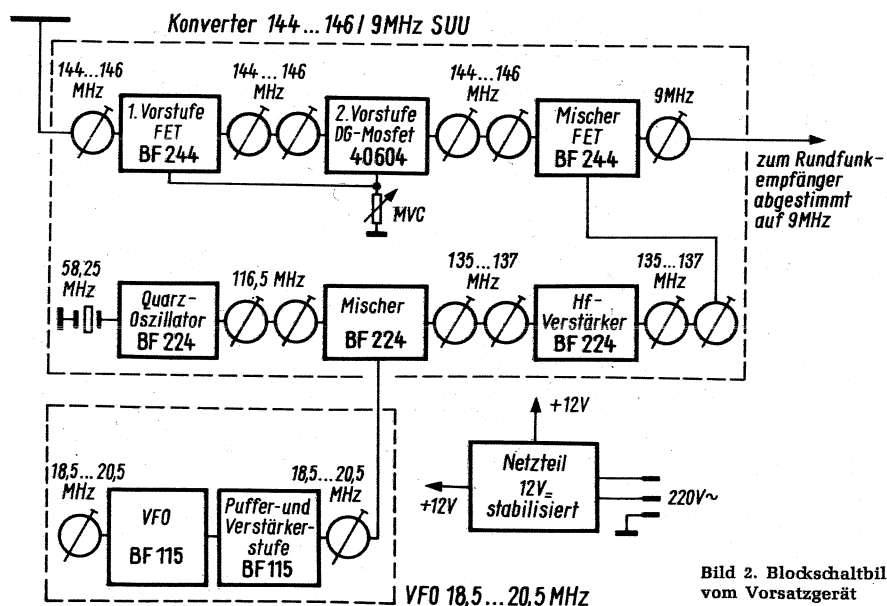 Konverter 144...146 / 9MHz SUU
144...146
MHz
1. Vorstufe
FET
BF 244
144...146
MHz
2. Vorstufe
DG-Mosfet
40604
144...146
MHz
Mischer
FET
BF 244
9MHz
zum Rundfunk-
empfänger
abgestimmt
auf 9MHz
MVC
58,25
MHz
Quarz-
Oszillator
BF 224
116,5 MHz
Mischer
BF 224
135...137
MHz
Hf-
Verstärker
BF 224
135...137
MHz
18,5...20,5
MHz
VFO
BF 115
Puffer-und
Verstärker-
stufe
BF 115
18,5...20,5
MHz
+12V
+12V
Netzteil
12V=
stabilisiert
220V~
VFO 18,5...20,5 MHz
Bild 2. Blockschaltbil
vom Vorsatzgerät